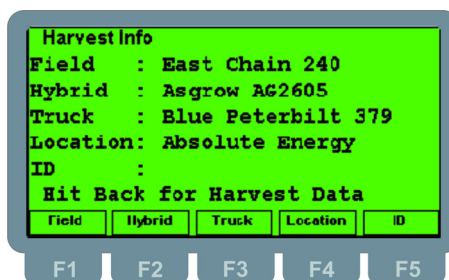 Harvest Info
Field : East Chain 240
Hybrid : Asgrow AG2605
Truck : Blue Peterbilt 379
Location: Absolute Energy
ID :
Hit Back for Harvest Data
Field Hybrid Truck Location ID
F1 F2 F3 F4 F5